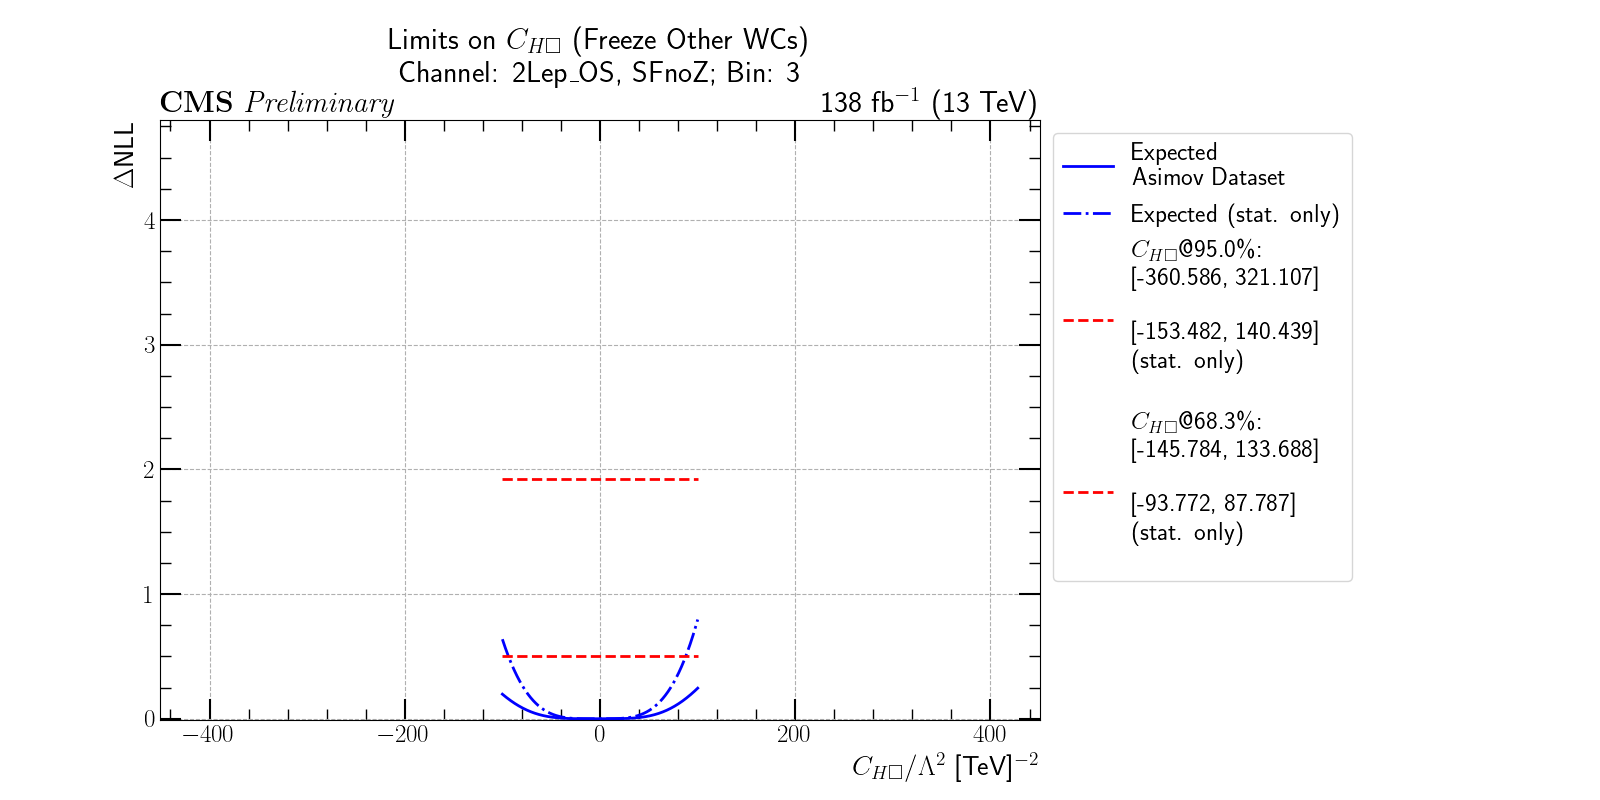 Limits on C_{H□} (Freeze Other WCs)
Channel: 2Lep_OS, SFnoZ; Bin: 3
CMS Preliminary
138 fb⁻¹ (13 TeV)
ΔNLL
4
3
2
1
0
−400
−200
0
200
400
C_{H□}/Λ² [TeV]⁻²
Expected
Asimov Dataset
Expected (stat. only)
C_{H□}@95.0%:
[-360.586, 321.107]
[-153.482, 140.439]
(stat. only)
C_{H□}@68.3%:
[-145.784, 133.688]
[-93.772, 87.787]
(stat. only)